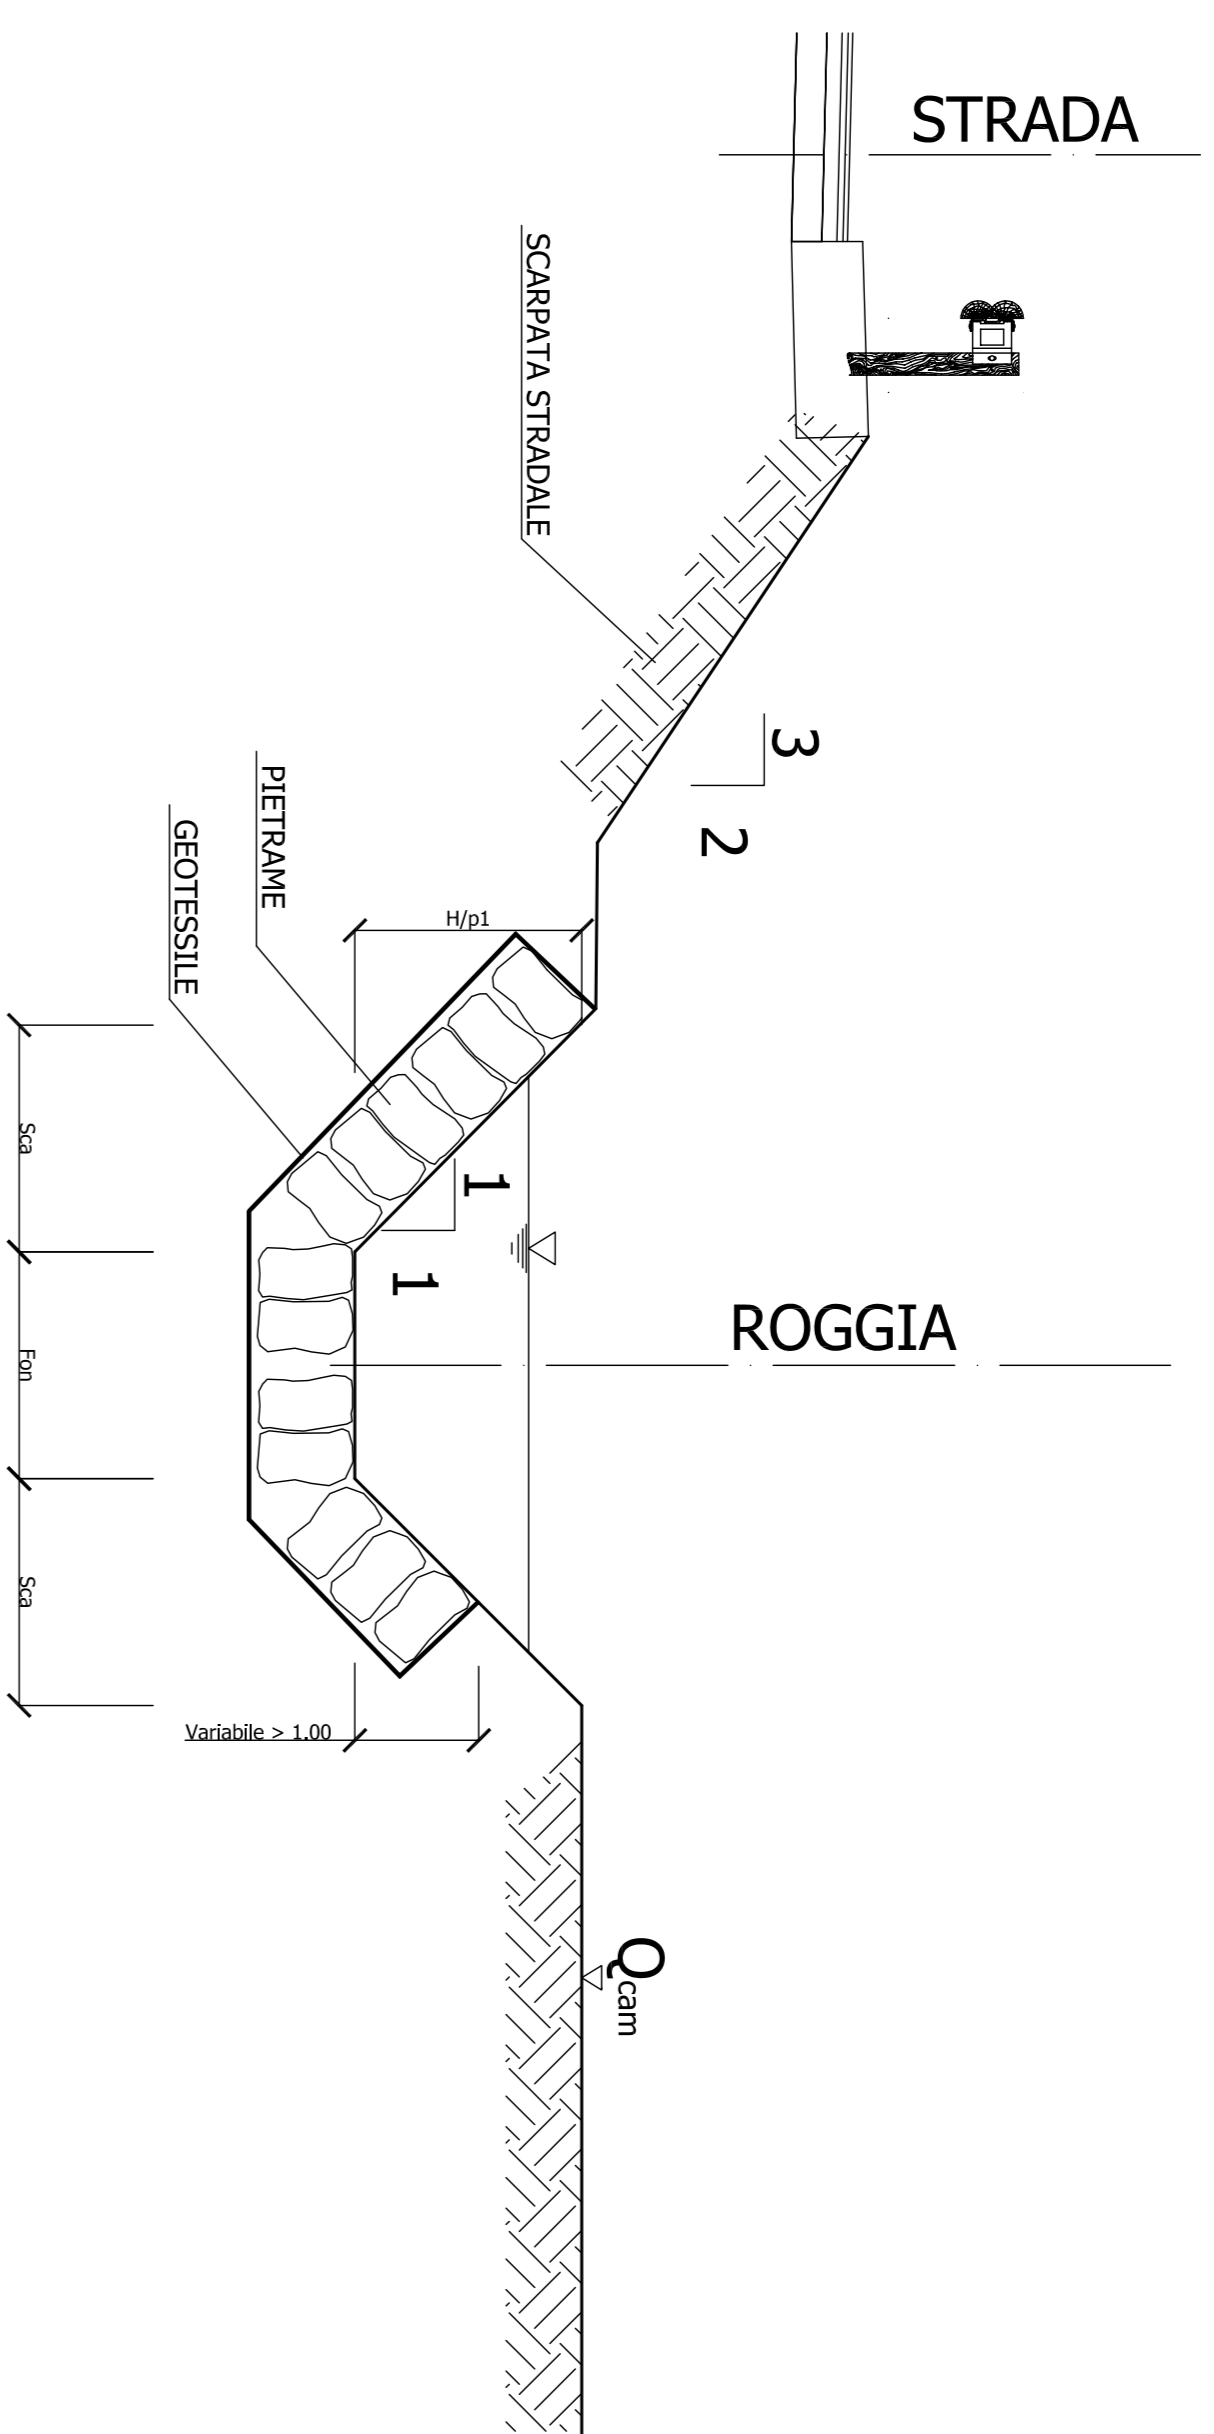 STRADA
SCARPATA STRADALE
3
2
PIETRAME
GEOTESSILE
H/p1
1
1
ROGGIA
Sca
Fon
Sca
Variabile > 1.00
Qcam